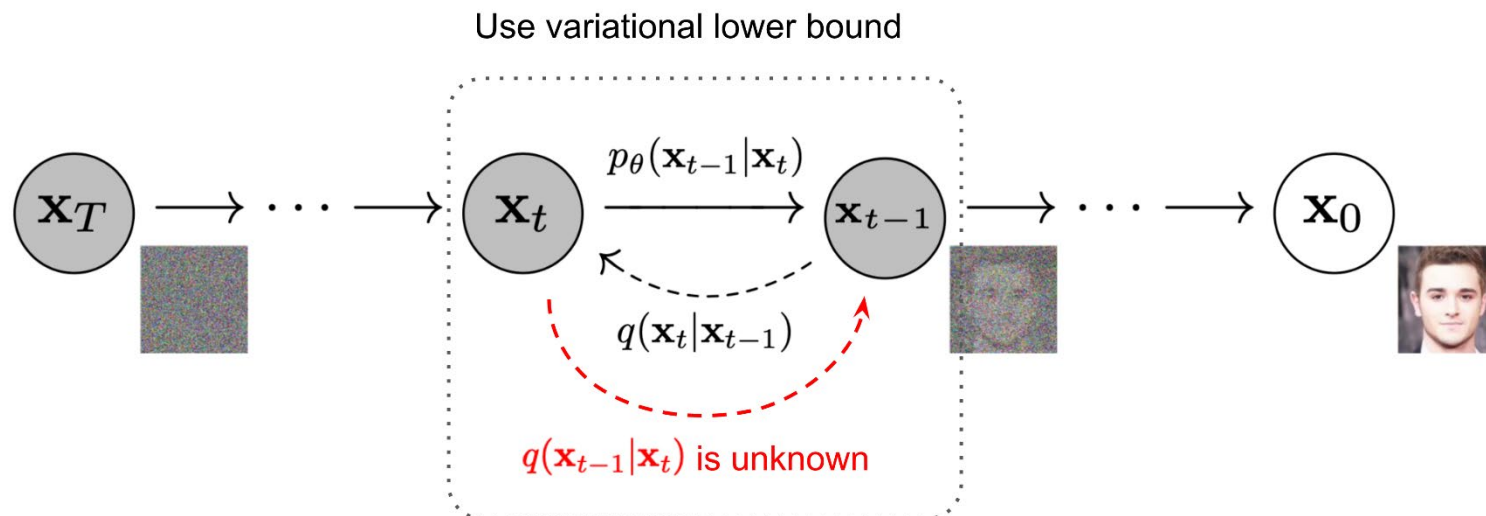 Use variational lower bound
p_θ(x_{t−1}|x_t)
x_T → ··· → x_t → x_{t−1} → ··· → x_0
q(x_t|x_{t−1})
q(x_{t−1}|x_t) is unknown